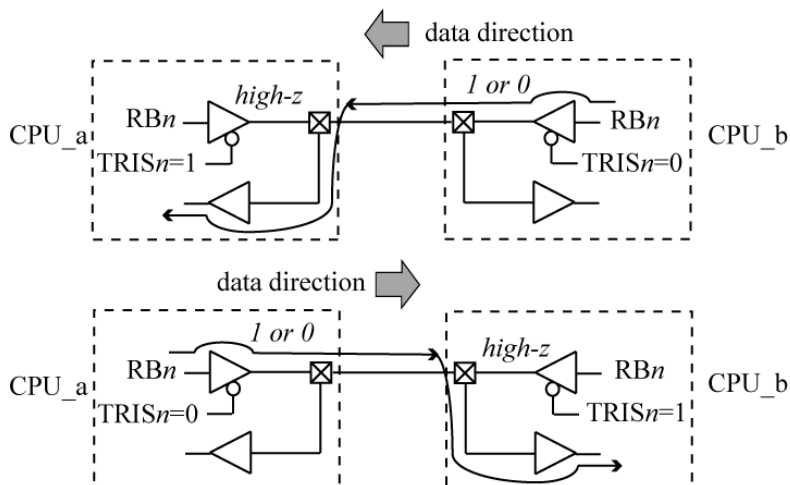 data direction
high-z 1 or 0
RBn RBn
CPU_a CPU_b
TRISn=1 TRISn=0
data direction
1 or 0 high-z
RBn RBn
CPU_a CPU_b
TRISn=0 TRISn=1